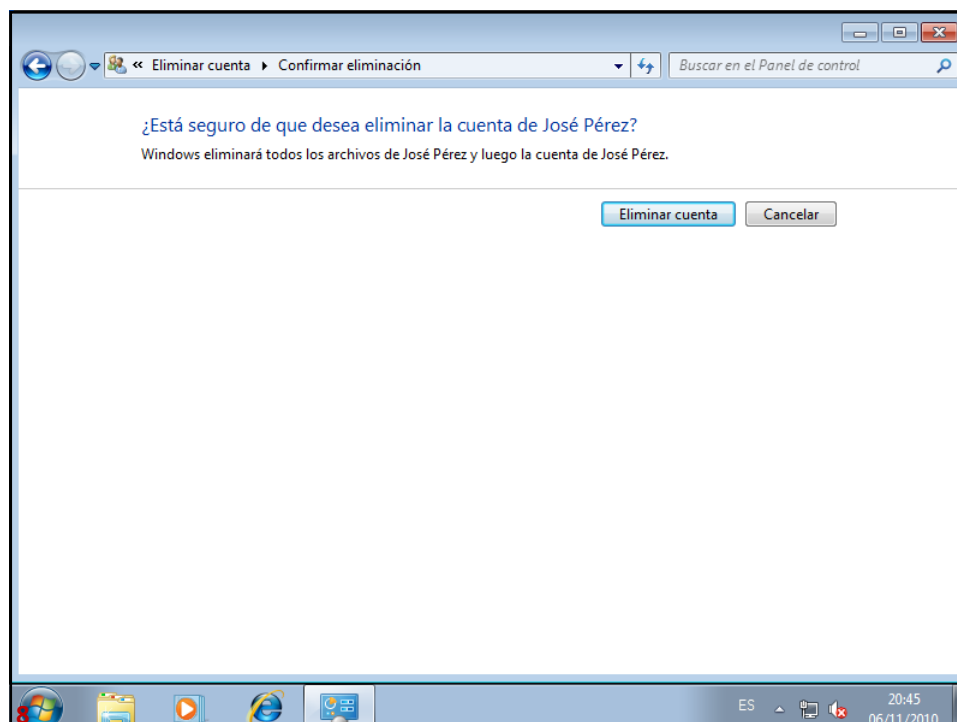 « Eliminar cuenta ▸ Confirmar eliminación
Buscar en el Panel de control
¿Está seguro de que desea eliminar la cuenta de José Pérez?
Windows eliminará todos los archivos de José Pérez y luego la cuenta de José Pérez.
Eliminar cuenta
Cancelar
8
ES
20:45
06/11/2010